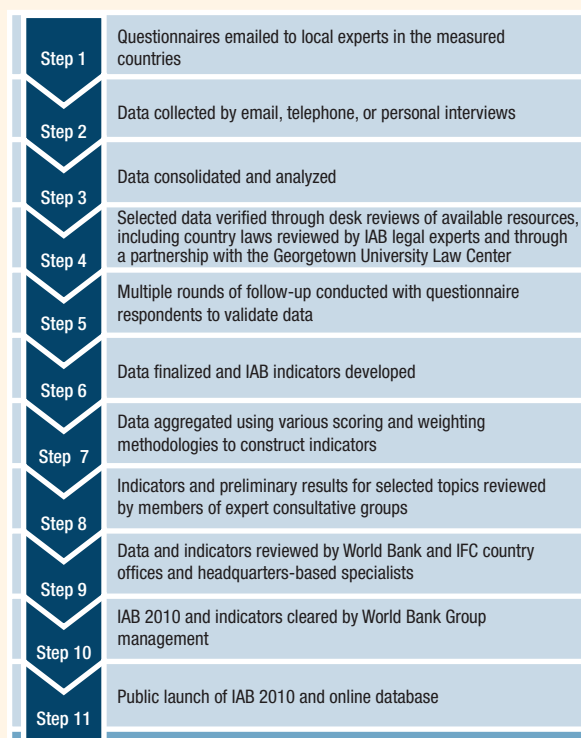 Step 1
Questionnaires emailed to local experts in the measured
countries
Step 2
Data collected by email, telephone, or personal interviews
Step 3
Data consolidated and analyzed
Step 4
Selected data verified through desk reviews of available resources,
including country laws reviewed by IAB legal experts and through
a partnership with the Georgetown University Law Center
Step 5
Multiple rounds of follow-up conducted with questionnaire
respondents to validate data
Step 6
Data finalized and IAB indicators developed
Step 7
Data aggregated using various scoring and weighting
methodologies to construct indicators
Step 8
Indicators and preliminary results for selected topics reviewed
by members of expert consultative groups
Step 9
Data and indicators reviewed by World Bank and IFC country
offices and headquarters-based specialists
Step 10
IAB 2010 and indicators cleared by World Bank Group
management
Step 11
Public launch of IAB 2010 and online database